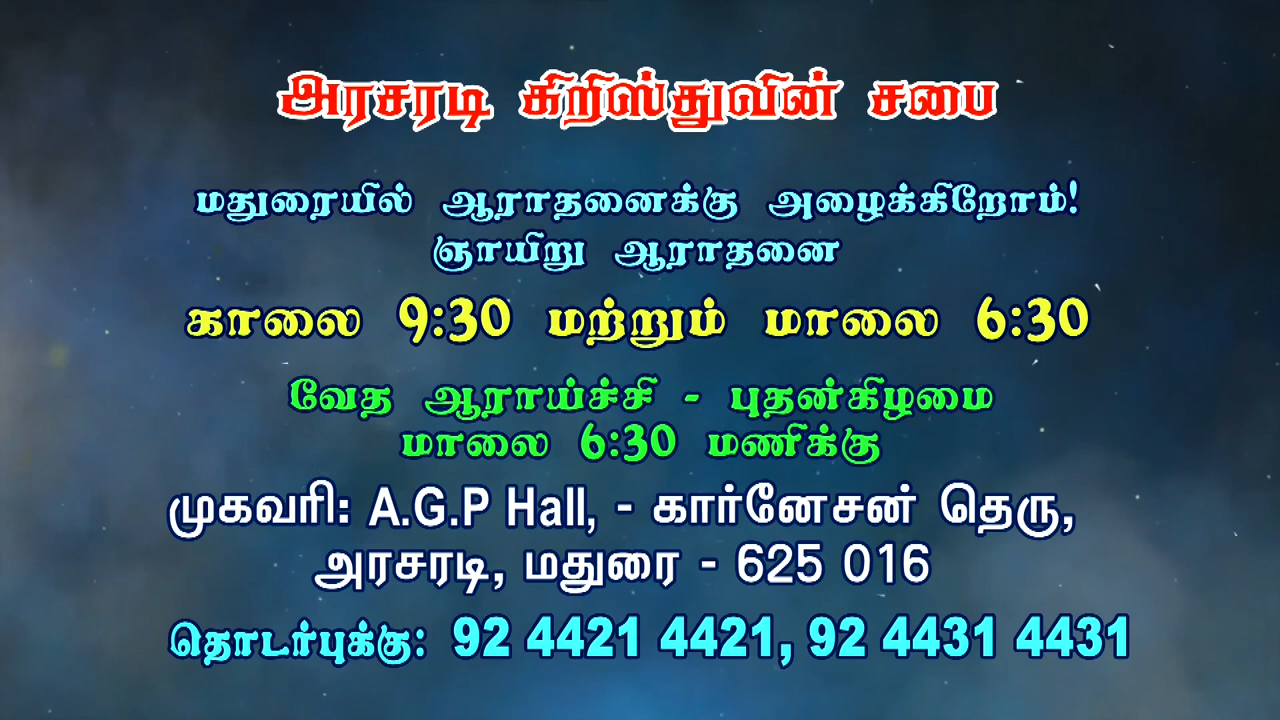 அரசரடி கிறிஸ்துவின் சபை
மதுரையில் ஆராதனைக்கு அழைக்கிறோம்!
ஞாயிறு ஆராதனை
காலை 9:30 மற்றும் மாலை 6:30
வேத ஆராய்ச்சி - புதன்கிழமை
மாலை 6:30 மணிக்கு
முகவரி: A.G.P Hall, - கார்னேசன் தெரு,
அரசரடி, மதுரை - 625 016
தொடர்புக்கு: 92 4421 4421, 92 4431 4431